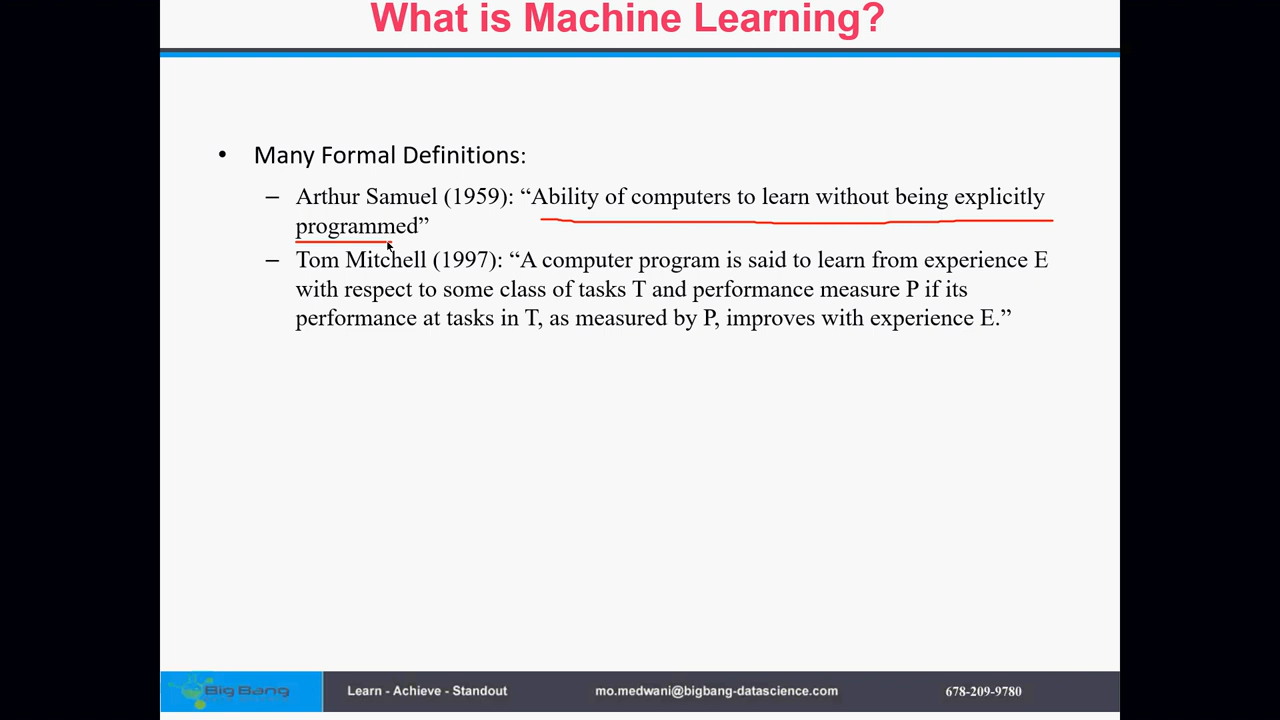 What is Machine Learning?
• Many Formal Definitions:
– Arthur Samuel (1959): “Ability of computers to learn without being explicitly
programmed”
– Tom Mitchell (1997): “A computer program is said to learn from experience E
with respect to some class of tasks T and performance measure P if its
performance at tasks in T, as measured by P, improves with experience E.”
Big Bang Learn - Achieve - Standout mo.medwani@bigbang-datascience.com 678-209-9780